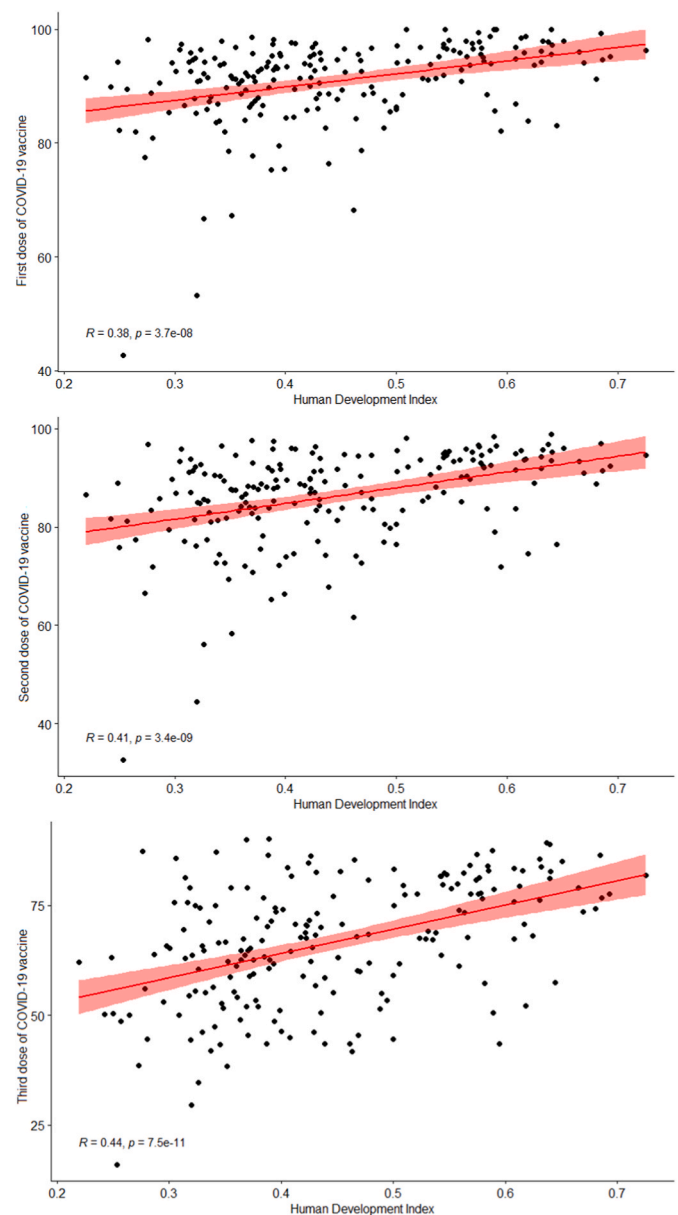 First dose of COVID-19 vaccine
100
80
60
40
R = 0.38, p = 3.7e-08
0.2 0.3 0.4 0.5 0.6 0.7
Human Development Index
Second dose of COVID-19 vaccine
100
80
60
40
R = 0.41, p = 3.4e-09
0.2 0.3 0.4 0.5 0.6 0.7
Human Development Index
Third dose of COVID-19 vaccine
75
50
25
R = 0.44, p = 7.5e-11
0.2 0.3 0.4 0.5 0.6 0.7
Human Development Index